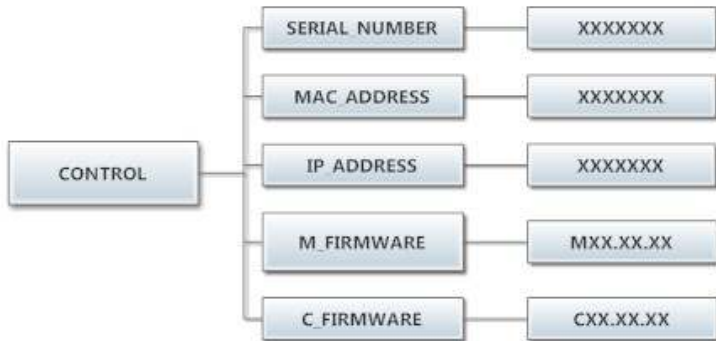 SERIAL_NUMBER XXXXXXX
MAC_ADDRESS XXXXXXX
CONTROL
IP_ADDRESS XXXXXXX
M_FIRMWARE MXX.XX.XX
C_FIRMWARE CXX.XX.XX